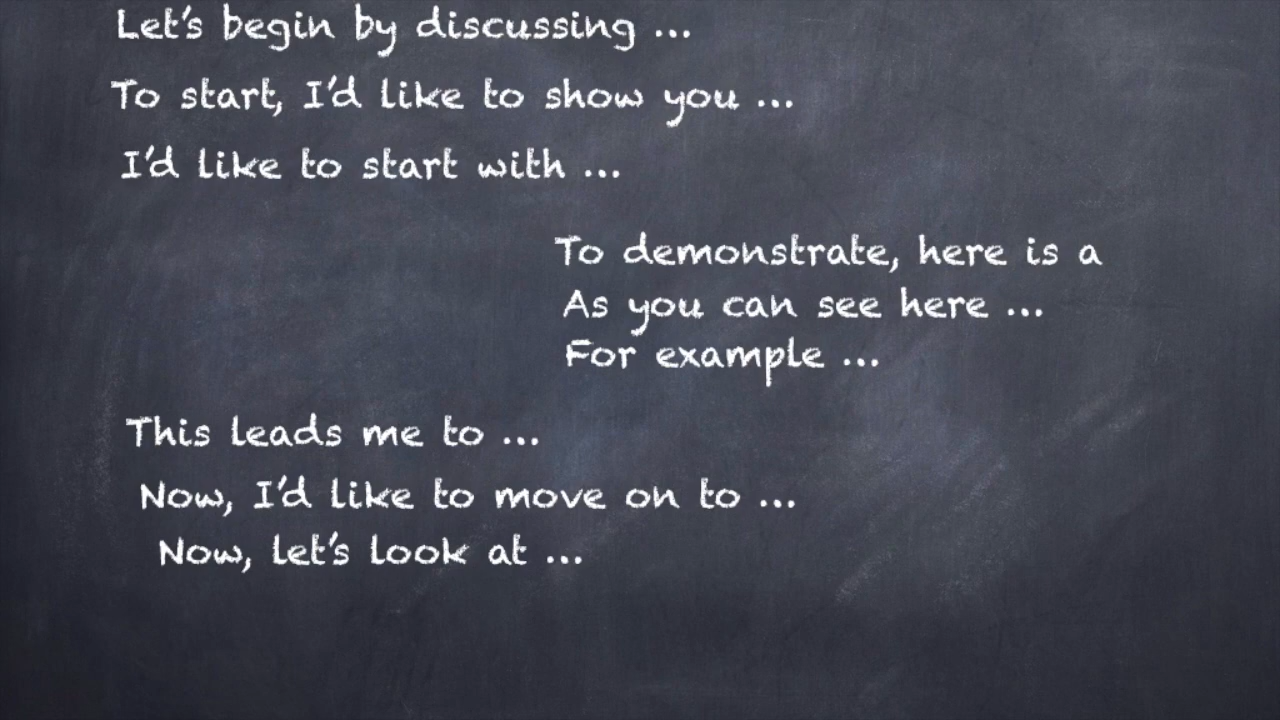 Let's begin by discussing ...
To start, I'd like to show you ...
I'd like to start with ...
To demonstrate, here is a
As you can see here ...
For example ...
This leads me to ...
Now, I'd like to move on to ...
Now, let's look at ...